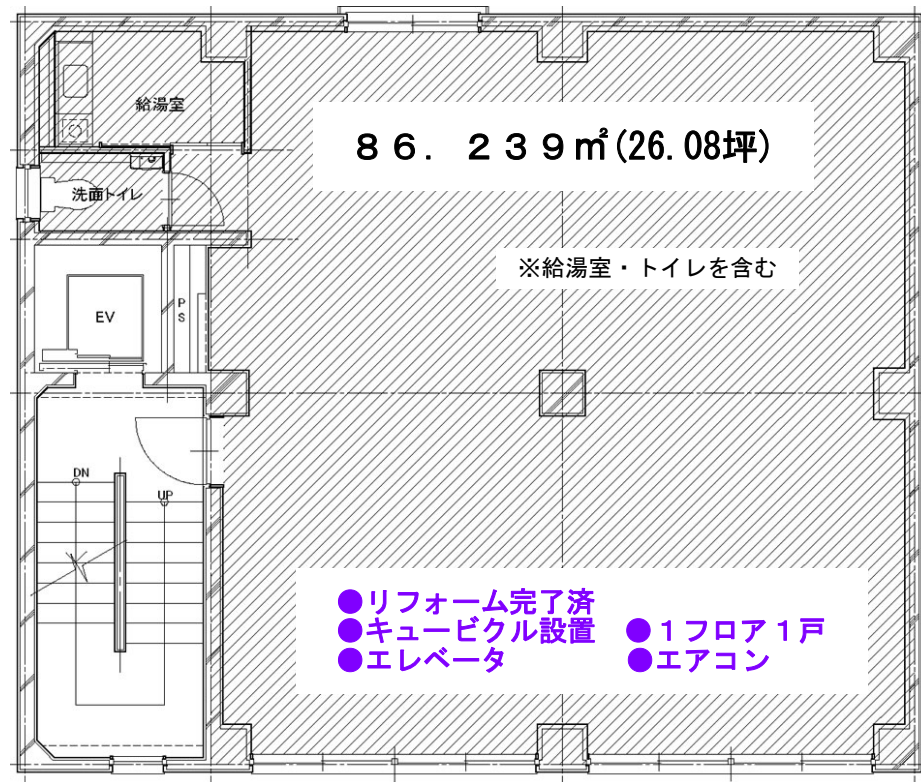 給湯室
８６．２３９㎡(26.08坪)
洗面トイレ
※給湯室・トイレを含む
EV
PS
DN
UP
●リフォーム完了済
●キュービクル設置　●１フロア１戸
●エレベータ　●エアコン